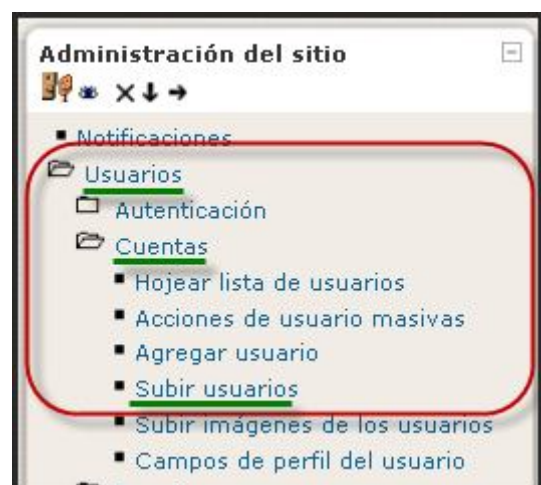 Administración del sitio
Notificaciones
Usuarios
Autenticación
Cuentas
Hojear lista de usuarios
Acciones de usuario masivas
Agregar usuario
Subir usuarios
Subir imágenes de los usuarios
Campos de perfil del usuario